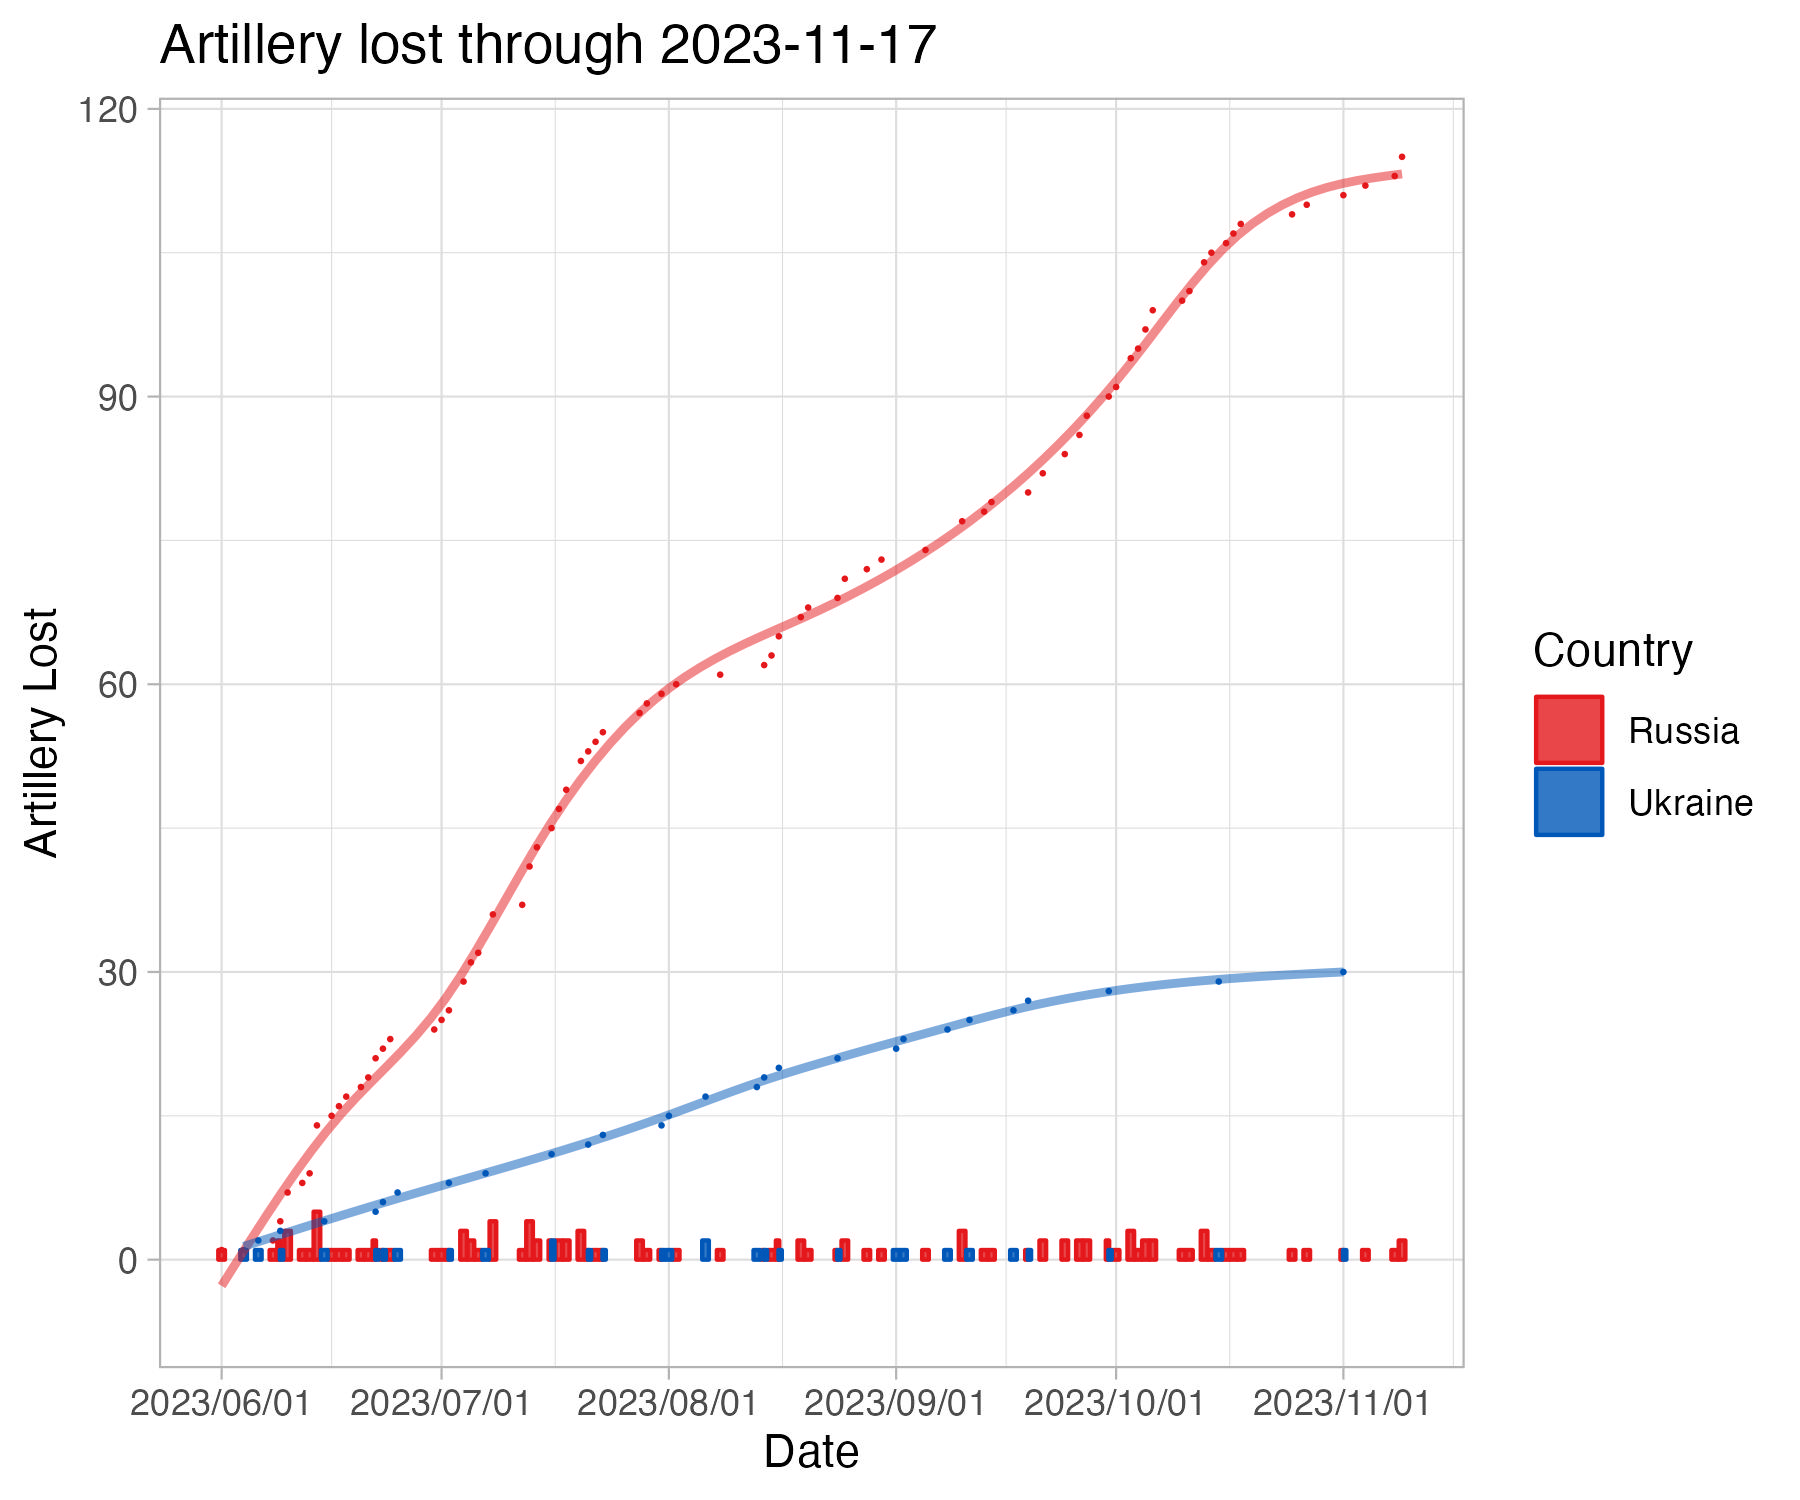 Artillery lost through 2023-11-17
120
90
60
30
0
Artillery Lost
2023/06/01 2023/07/01 2023/08/01 2023/09/01 2023/10/01 2023/11/01
Date
Country
Russia
Ukraine